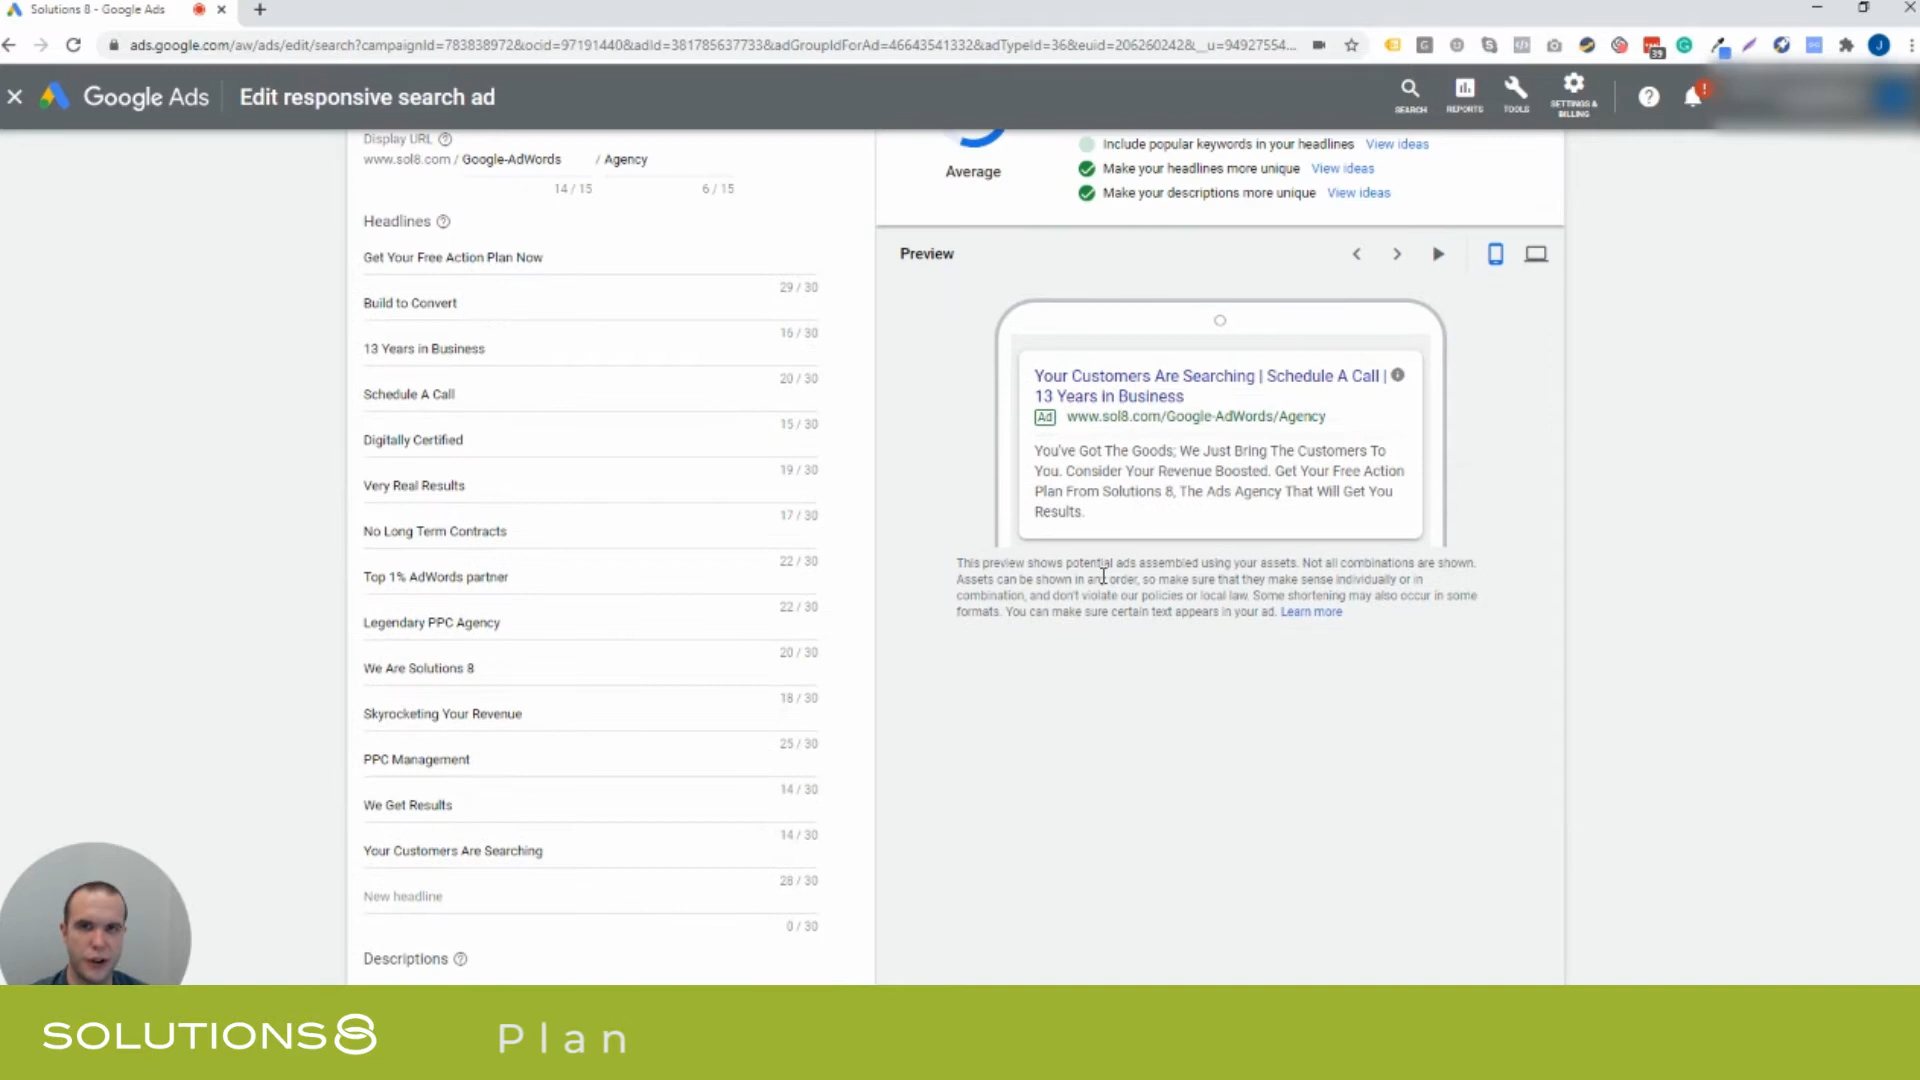 Solutions 8 - Google Ads
ads.google.com/aw/ads/edit/search?campaignId=783838972&ocid=97191440&adId=381785637733&adGroupIdForAd=46643541332&adTypeId=36&euid=206260242&__u=94927554...
39
Google Ads
Edit responsive search ad
SEARCH
REPORTS
TOOLS
SETTINGS &
BILLING
Display URL
www.sol8.com / Google-AdWords / Agency
14 / 15
6 / 15
Headlines
Get Your Free Action Plan Now
29 / 30
Build to Convert
16 / 30
13 Years in Business
20 / 30
Schedule A Call
15 / 30
Digitally Certified
19 / 30
Very Real Results
17 / 30
No Long Term Contracts
22 / 30
Top 1% AdWords partner
22 / 30
Legendary PPC Agency
20 / 30
We Are Solutions 8
18 / 30
Skyrocketing Your Revenue
25 / 30
PPC Management
14 / 30
We Get Results
14 / 30
Your Customers Are Searching
28 / 30
New headline
0 / 30
Descriptions
Average
Include popular keywords in your headlines View ideas
Make your headlines more unique View ideas
Make your descriptions more unique View ideas
Preview
Your Customers Are Searching | Schedule A Call |
13 Years in Business
Ad www.sol8.com/Google-AdWords/Agency
You've Got The Goods; We Just Bring The Customers To
You. Consider Your Revenue Boosted. Get Your Free Action
Plan From Solutions 8, The Ads Agency That Will Get You
Results.
This preview shows potential ads assembled using your assets. Not all combinations are shown.
Assets can be shown in any order, so make sure that they make sense individually or in
combination, and don't violate our policies or local law. Some shortening may also occur in some
formats. You can make sure certain text appears in your ad. Learn more
SOLUTIONS8
Plan